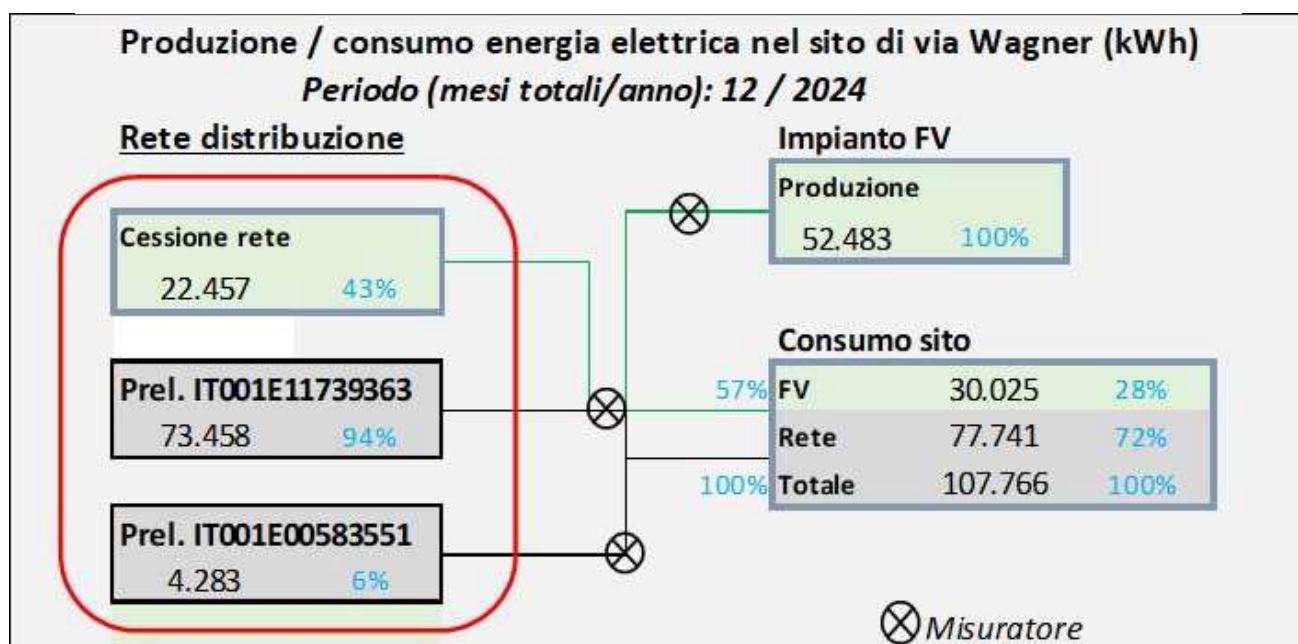 Produzione / consumo energia elettrica nel sito di via Wagner (kWh)
Periodo (mesi totali/anno): 12 / 2024
Rete distribuzione
Impianto FV
Produzione
52.483 100%
Cessione rete
22.457 43%
Consumo sito
Prel. IT001E11739363
73.458 94%
57% FV 30.025 28%
Rete 77.741 72%
100% Totale 107.766 100%
Prel. IT001E00583551
4.283 6%
Misuratore